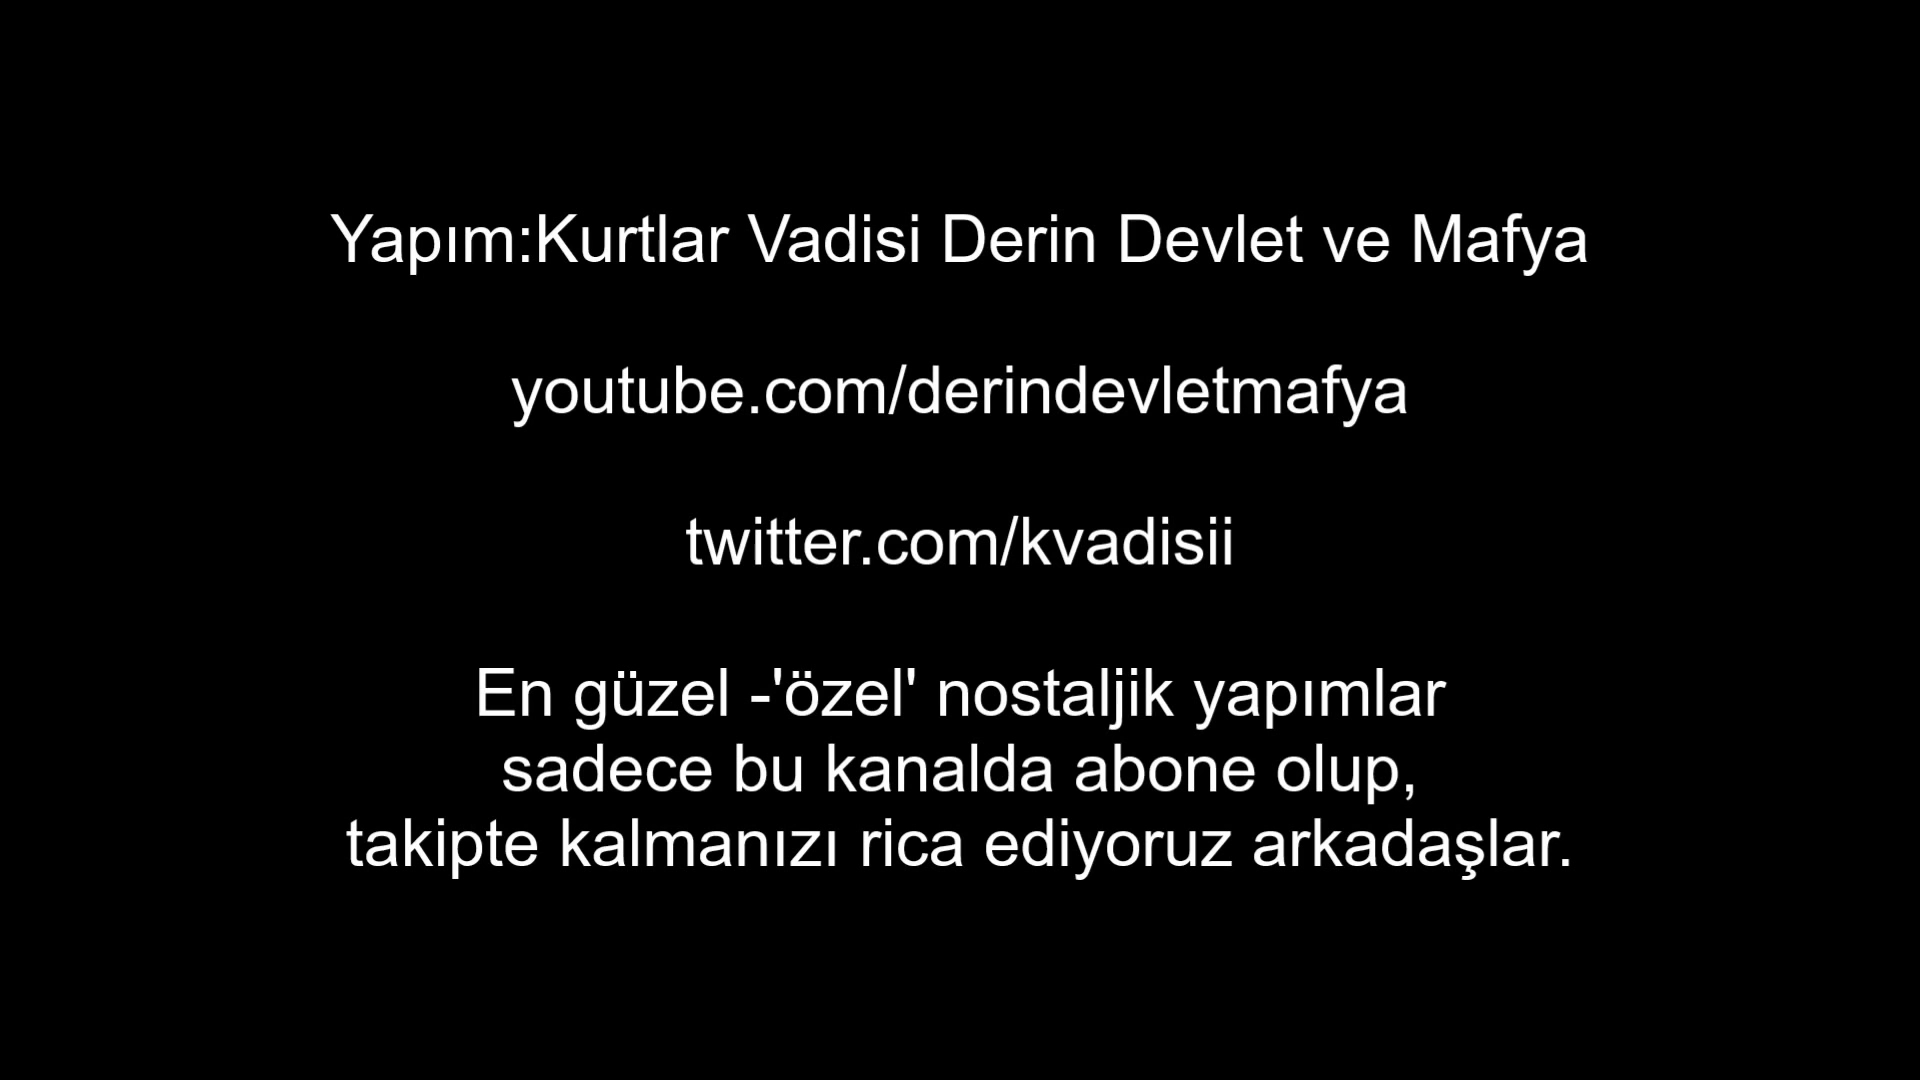 Yapım:Kurtlar Vadisi Derin Devlet ve Mafya
youtube.com/derindevletmafya
twitter.com/kvadisii
En güzel -'özel' nostaljik yapımlar
sadece bu kanalda abone olup,
takipte kalmanızı rica ediyoruz arkadaşlar.